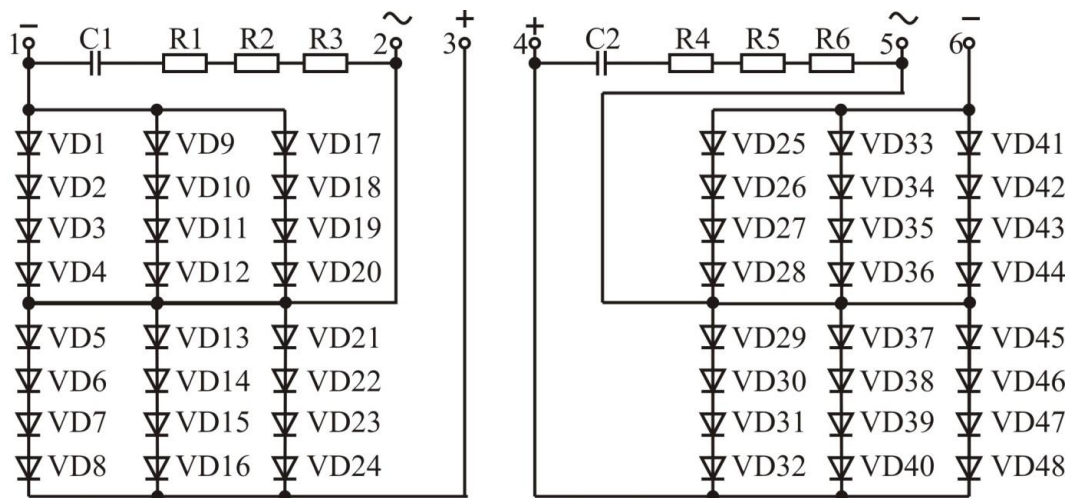 − ~ + + ~ −
1 C1 R1 R2 R3 2 3 4 C2 R4 R5 R6 5 6
VD1 VD9 VD17 VD25 VD33 VD41
VD2 VD10 VD18 VD26 VD34 VD42
VD3 VD11 VD19 VD27 VD35 VD43
VD4 VD12 VD20 VD28 VD36 VD44
VD5 VD13 VD21 VD29 VD37 VD45
VD6 VD14 VD22 VD30 VD38 VD46
VD7 VD15 VD23 VD31 VD39 VD47
VD8 VD16 VD24 VD32 VD40 VD48